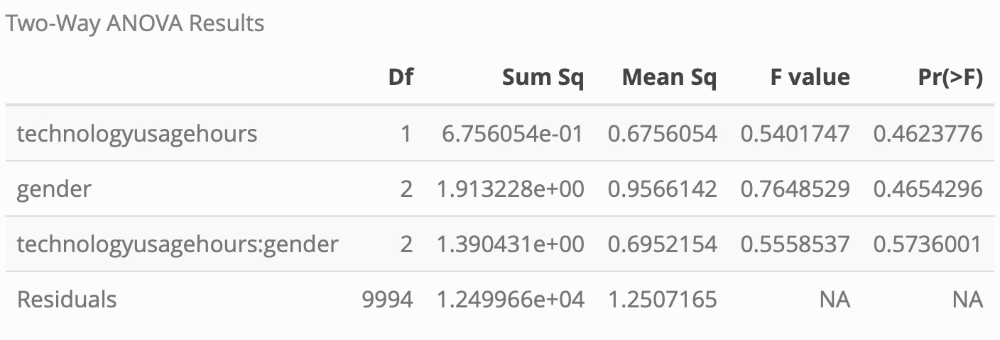 Two-Way ANOVA Results
Df Sum Sq Mean Sq F value Pr(>F)
technologyusagehours 1 6.756054e-01 0.6756054 0.5401747 0.4623776
gender 2 1.913228e+00 0.9566142 0.7648529 0.4654296
technologyusagehours:gender 2 1.390431e+00 0.6952154 0.5558537 0.5736001
Residuals 9994 1.249966e+04 1.2507165 NA NA